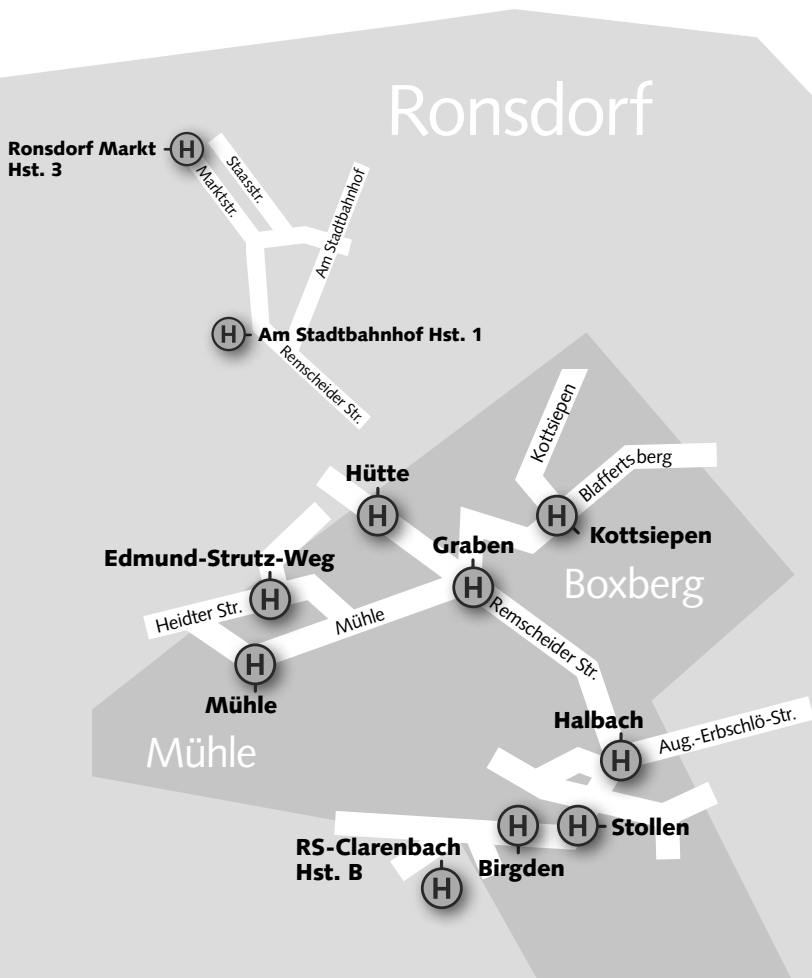 Ronsdorf
Ronsdorf Markt
Hst. 3
H
Staasstr.
Marktstr.
Am Stadtbahnhof
H
Am Stadtbahnhof Hst. 1
Remscheider Str.
Kottsiepen
Blaffertsberg
Hütte
H
H
Kottsiepen
Graben
H
Edmund-Strutz-Weg
H
Boxberg
Heidter Str.
Mühle
Remscheider Str.
H
Mühle
Mühle
Halbach
H
Aug.-Erbschlö-Str.
H
H
Stollen
RS-Clarenbach
Hst. B
Birgden
H